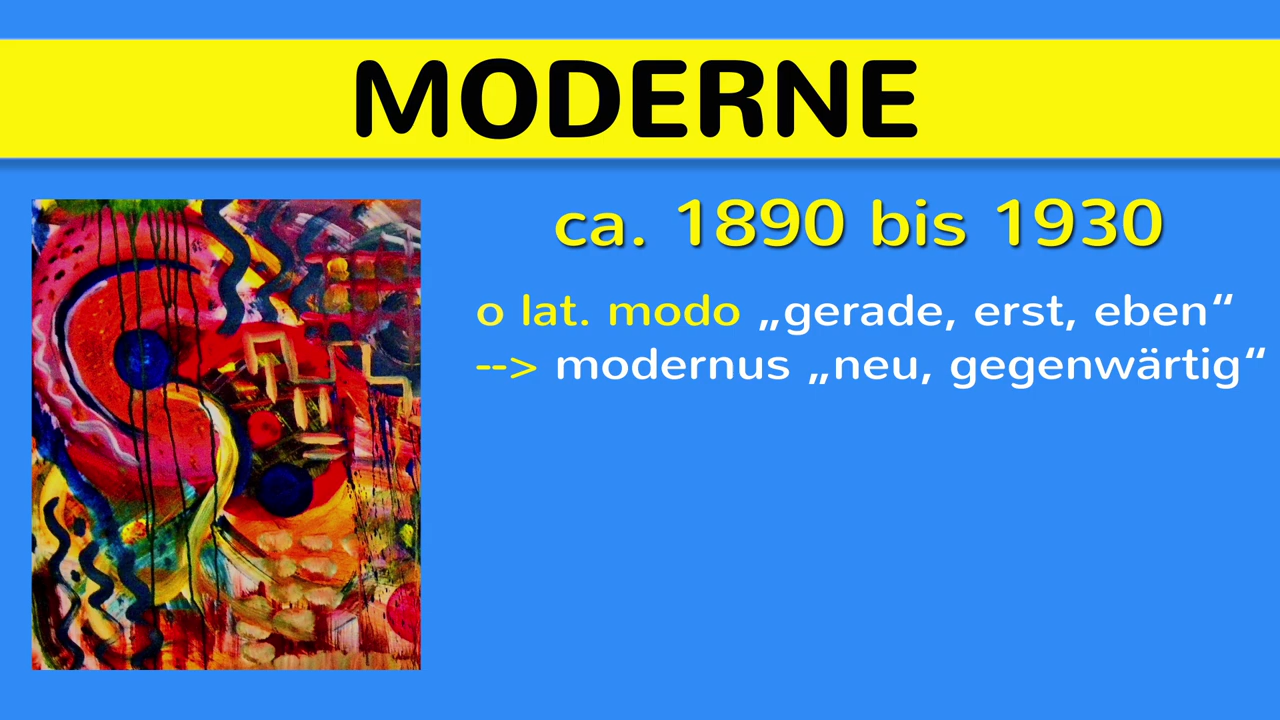 MODERNE
ca. 1890 bis 1930
o lat. modo „gerade, erst, eben“
--> modernus „neu, gegenwärtig“